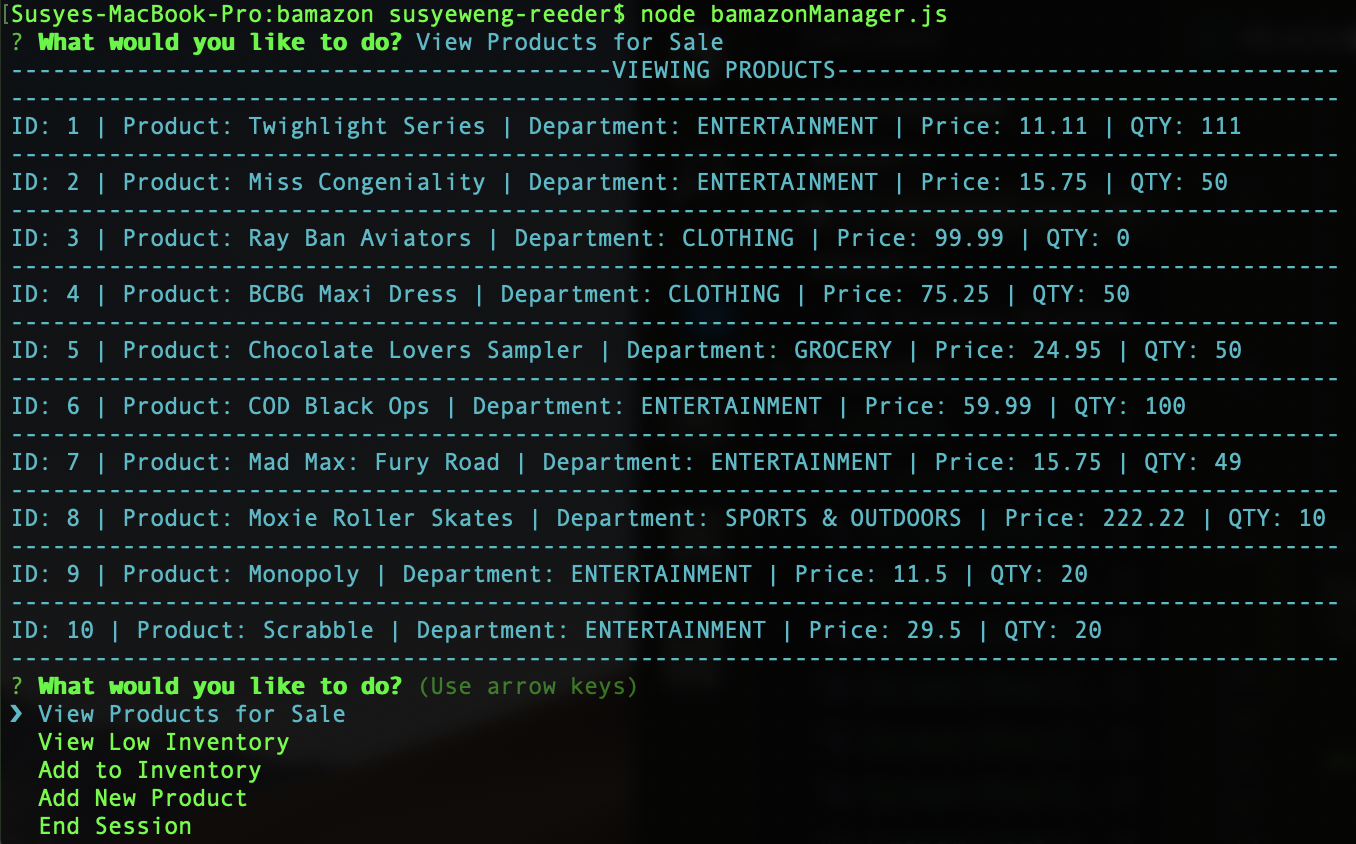 [Susyes-MacBook-Pro:bamazon susyeweng-reeder$ node bamazonManager.js
? What would you like to do? View Products for Sale
-------------------------------------------VIEWING PRODUCTS------------------------------------
-----------------------------------------------------------------------------------------------
ID: 1 | Product: Twighlight Series | Department: ENTERTAINMENT | Price: 11.11 | QTY: 111
-----------------------------------------------------------------------------------------------
ID: 2 | Product: Miss Congeniality | Department: ENTERTAINMENT | Price: 15.75 | QTY: 50
-----------------------------------------------------------------------------------------------
ID: 3 | Product: Ray Ban Aviators | Department: CLOTHING | Price: 99.99 | QTY: 0
-----------------------------------------------------------------------------------------------
ID: 4 | Product: BCBG Maxi Dress | Department: CLOTHING | Price: 75.25 | QTY: 50
-----------------------------------------------------------------------------------------------
ID: 5 | Product: Chocolate Lovers Sampler | Department: GROCERY | Price: 24.95 | QTY: 50
-----------------------------------------------------------------------------------------------
ID: 6 | Product: COD Black Ops | Department: ENTERTAINMENT | Price: 59.99 | QTY: 100
-----------------------------------------------------------------------------------------------
ID: 7 | Product: Mad Max: Fury Road | Department: ENTERTAINMENT | Price: 15.75 | QTY: 49
-----------------------------------------------------------------------------------------------
ID: 8 | Product: Moxie Roller Skates | Department: SPORTS & OUTDOORS | Price: 222.22 | QTY: 10
-----------------------------------------------------------------------------------------------
ID: 9 | Product: Monopoly | Department: ENTERTAINMENT | Price: 11.5 | QTY: 20
-----------------------------------------------------------------------------------------------
ID: 10 | Product: Scrabble | Department: ENTERTAINMENT | Price: 29.5 | QTY: 20
-----------------------------------------------------------------------------------------------
? What would you like to do? (Use arrow keys)
❯ View Products for Sale
View Low Inventory
Add to Inventory
Add New Product
End Session